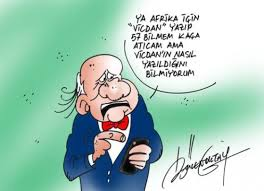 YA AFRİKA İÇİN
"VİCDAN" YAZIP
57 BİLMEM KAÇA
ATICAM AMA
VİCDAN'IN NASIL
YAZILDIĞINI
BİLMİYORUM